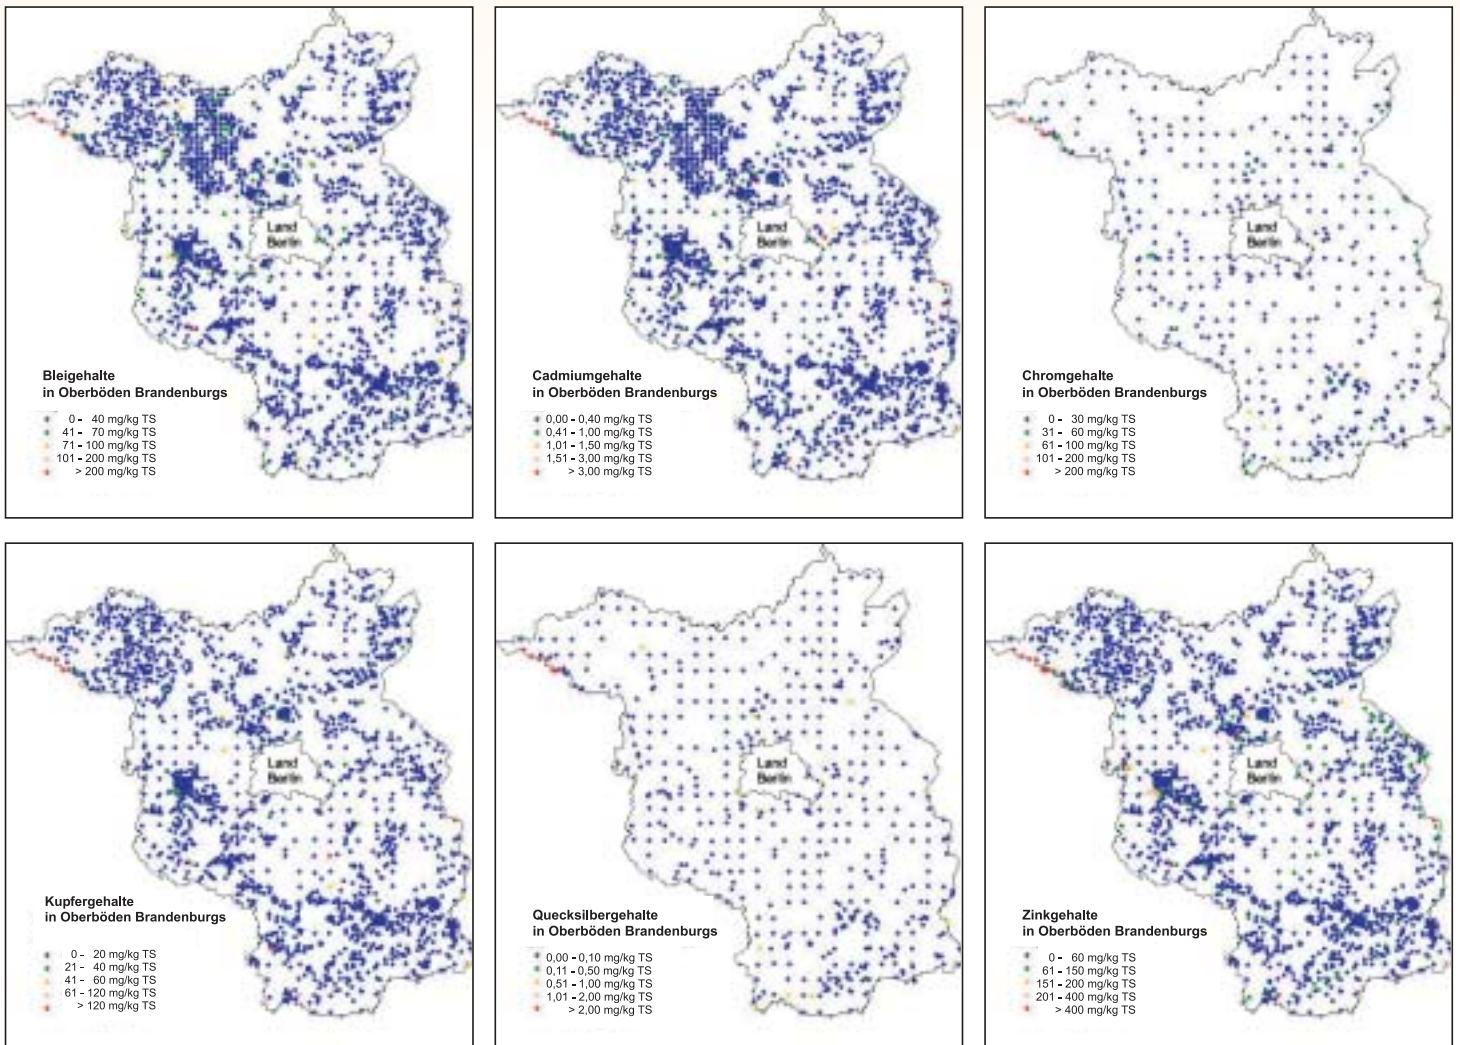 Land
Berlin
Bleigehalte
in Oberböden Brandenburgs
0 - 40 mg/kg TS
41 - 70 mg/kg TS
71 - 100 mg/kg TS
101 - 200 mg/kg TS
> 200 mg/kg TS
Land
Berlin
Cadmiumgehalte
in Oberböden Brandenburgs
0,00 - 0,40 mg/kg TS
0,41 - 1,00 mg/kg TS
1,01 - 1,50 mg/kg TS
1,51 - 3,00 mg/kg TS
> 3,00 mg/kg TS
Land
Berlin
Chromgehalte
in Oberböden Brandenburgs
0 - 30 mg/kg TS
31 - 60 mg/kg TS
61 - 100 mg/kg TS
101 - 200 mg/kg TS
> 200 mg/kg TS
Land
Berlin
Kupfergehalte
in Oberböden Brandenburgs
0 - 20 mg/kg TS
21 - 40 mg/kg TS
41 - 60 mg/kg TS
61 - 120 mg/kg TS
> 120 mg/kg TS
Land
Berlin
Quecksilbergehalte
in Oberböden Brandenburgs
0,00 - 0,10 mg/kg TS
0,11 - 0,50 mg/kg TS
0,51 - 1,00 mg/kg TS
1,01 - 2,00 mg/kg TS
> 2,00 mg/kg TS
Land
Berlin
Zinkgehalte
in Oberböden Brandenburgs
0 - 60 mg/kg TS
61 - 150 mg/kg TS
151 - 200 mg/kg TS
201 - 400 mg/kg TS
> 400 mg/kg TS